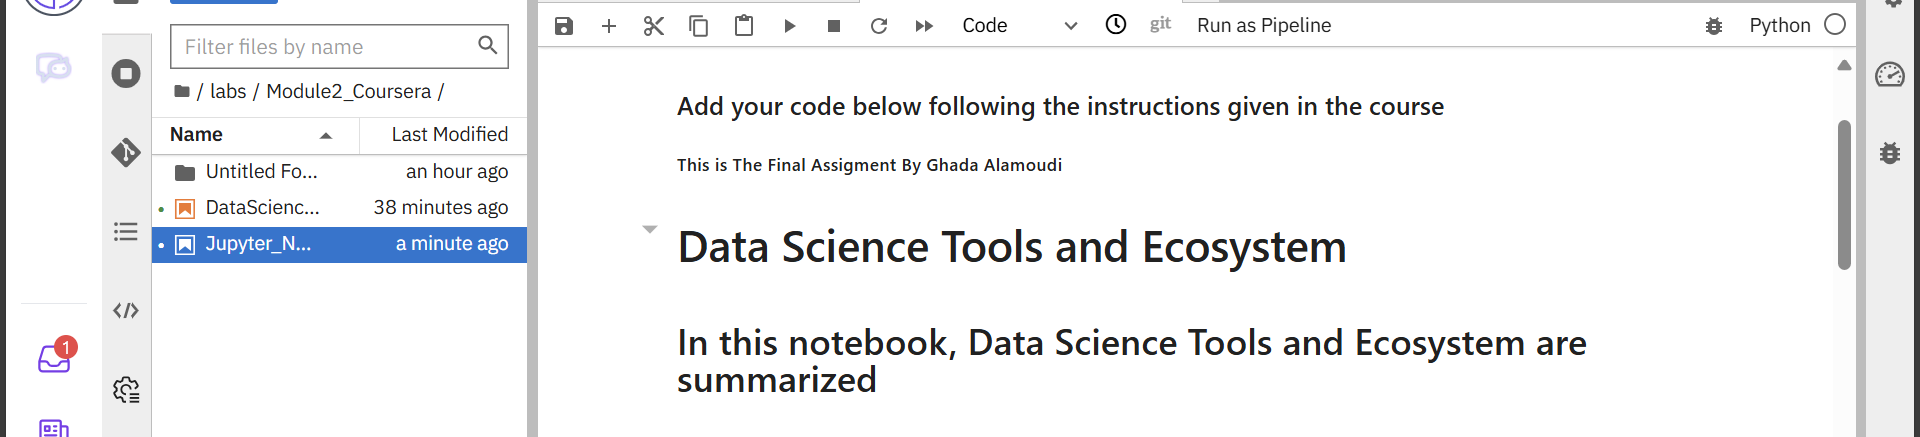 Filter files by name
/ labs / Module2_Coursera /
Name Last Modified
Untitled Fo... an hour ago
DataScienc... 38 minutes ago
Jupyter_N... a minute ago
1
Code git Run as Pipeline Python
Add your code below following the instructions given in the course
This is The Final Assigment By Ghada Alamoudi
Data Science Tools and Ecosystem
In this notebook, Data Science Tools and Ecosystem are
summarized